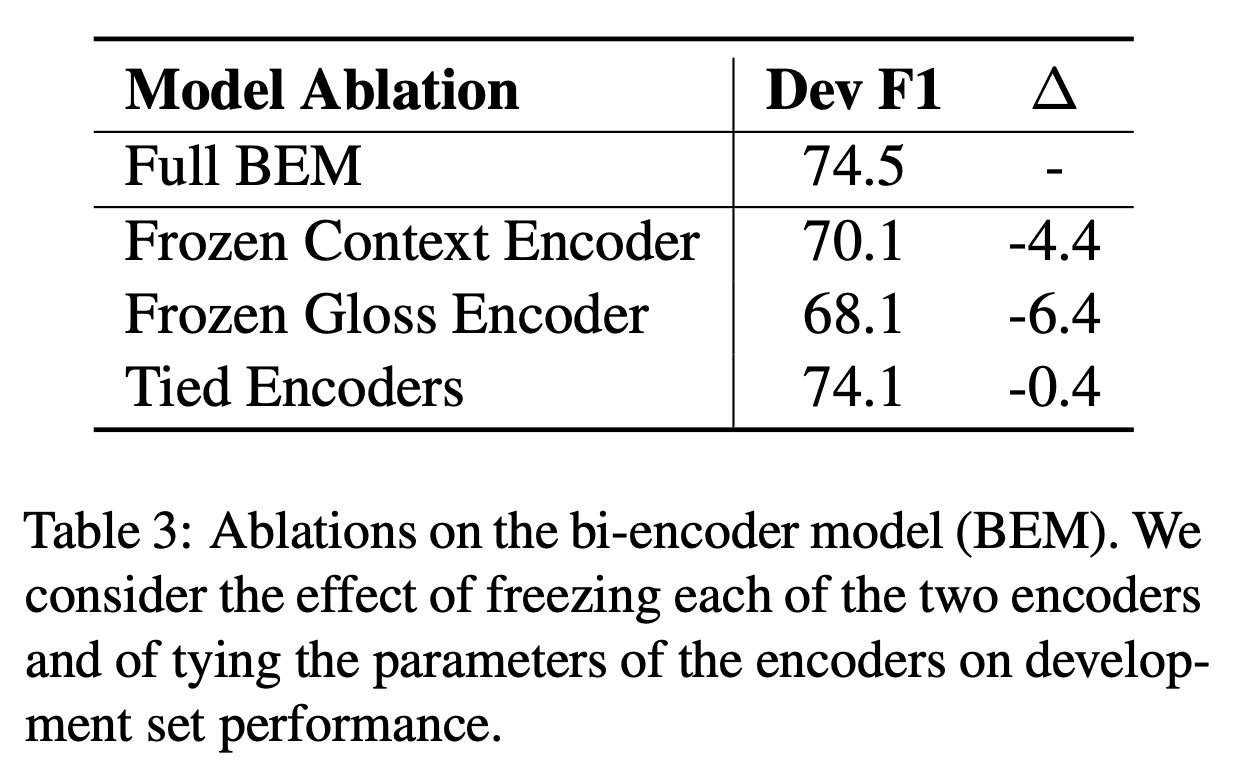 Model Ablation Dev F1 Δ
Full BEM 74.5 -
Frozen Context Encoder 70.1 -4.4
Frozen Gloss Encoder 68.1 -6.4
Tied Encoders 74.1 -0.4
Table 3: Ablations on the bi-encoder model (BEM). We
consider the effect of freezing each of the two encoders
and of tying the parameters of the encoders on develop-
ment set performance.